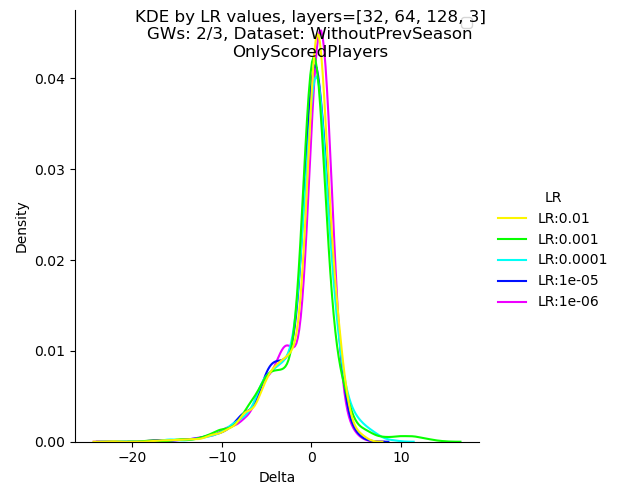 KDE by LR values, layers=[32, 64, 128, 3]
GWs: 2/3, Dataset: WithoutPrevSeason
OnlyScoredPlayers
0.04
0.03
0.02
0.01
0.00
Density
−20
−10
0
10
Delta
LR
LR:0.01
LR:0.001
LR:0.0001
LR:1e-05
LR:1e-06